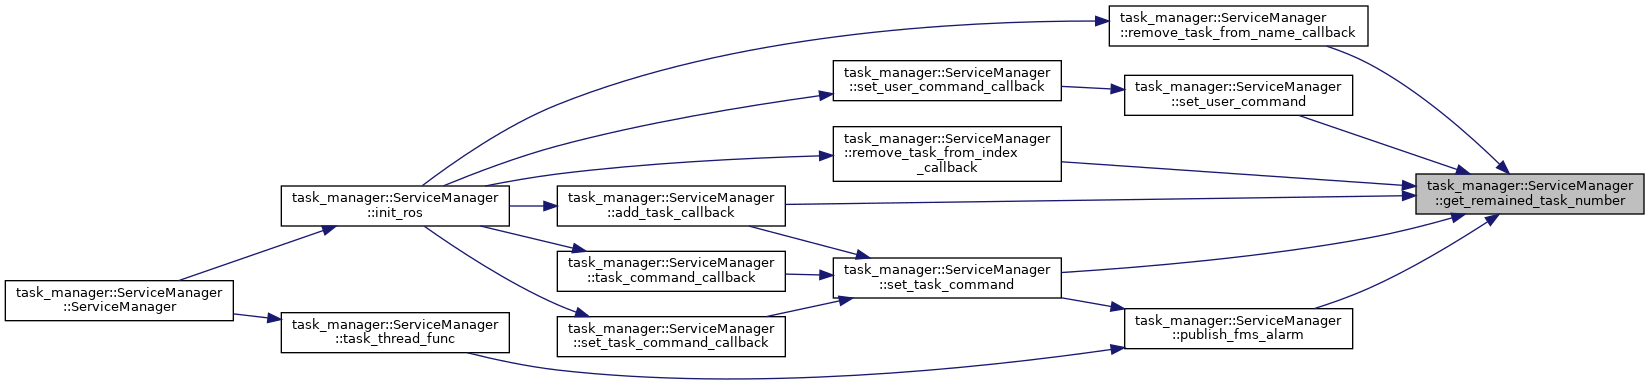 task_manager::ServiceManager
::remove_task_from_name_callback
task_manager::ServiceManager
::set_user_command_callback
task_manager::ServiceManager
::set_user_command
task_manager::ServiceManager
::remove_task_from_index
_callback
task_manager::ServiceManager
::get_remained_task_number
task_manager::ServiceManager
::init_ros
task_manager::ServiceManager
::add_task_callback
task_manager::ServiceManager
::task_command_callback
task_manager::ServiceManager
::set_task_command
task_manager::ServiceManager
::ServiceManager
task_manager::ServiceManager
::task_thread_func
task_manager::ServiceManager
::set_task_command_callback
task_manager::ServiceManager
::publish_fms_alarm